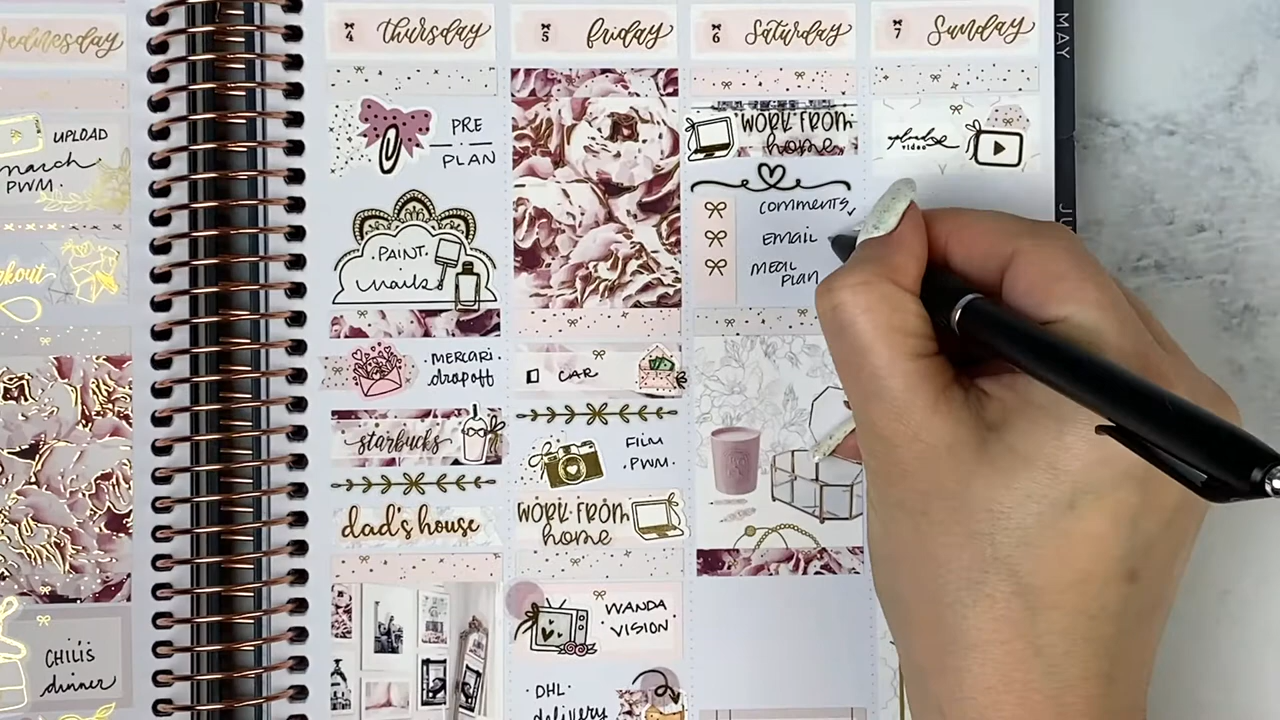 Wednesday
UPLOAD
march
PWM.
CHILI'S
dinner
4
thursday
PRE
PLAN
·PAINT·
nails
·MERCARI·
dropoff
starbucks
dad's house
5
friday
CAR
FILM
·PWM·
WORK FROM
home
WANDA
VISION
·DHL·
delivery
6
Saturday
WORK FROM
home
comments
EMAIL
MEAL
PLAN
7
Sunday
upload
video
MAY